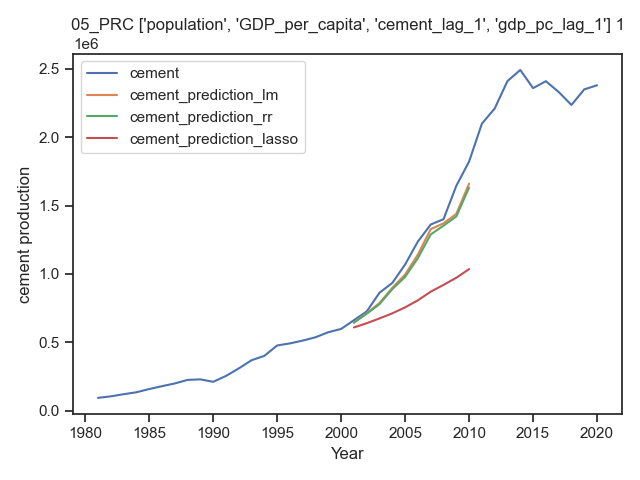 05_PRC ['population', 'GDP_per_capita', 'cement_lag_1', 'gdp_pc_lag_1'] 1
1e6
cement
cement_prediction_lm
cement_prediction_rr
cement_prediction_lasso
2.5
2.0
1.5
1.0
0.5
0.0
cement production
1980 1985 1990 1995 2000 2005 2010 2015 2020
Year